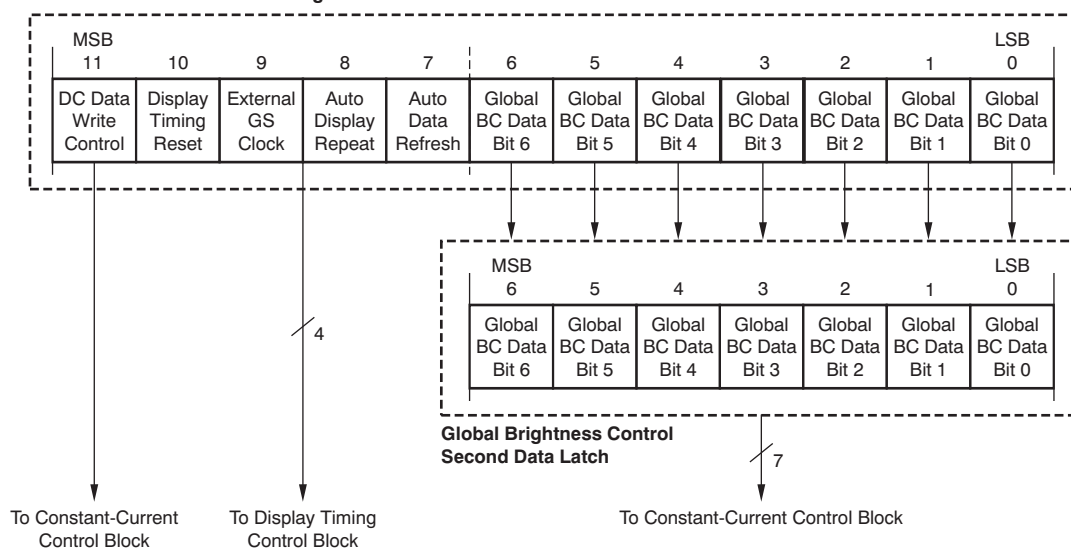 MSB LSB
11 10 9 8 7 6 5 4 3 2 1 0
DC Data Display External Auto Auto Global Global Global Global Global Global Global
Write Timing GS Display Data BC Data BC Data BC Data BC Data BC Data BC Data BC Data
Control Reset Clock Repeat Refresh Bit 6 Bit 5 Bit 4 Bit 3 Bit 2 Bit 1 Bit 0
MSB LSB
6 5 4 3 2 1 0
Global Global Global Global Global Global Global
BC Data BC Data BC Data BC Data BC Data BC Data BC Data
Bit 6 Bit 5 Bit 4 Bit 3 Bit 2 Bit 1 Bit 0
4
Global Brightness Control
Second Data Latch
7
To Constant-Current
Control Block
To Display Timing
Control Block
To Constant-Current Control Block